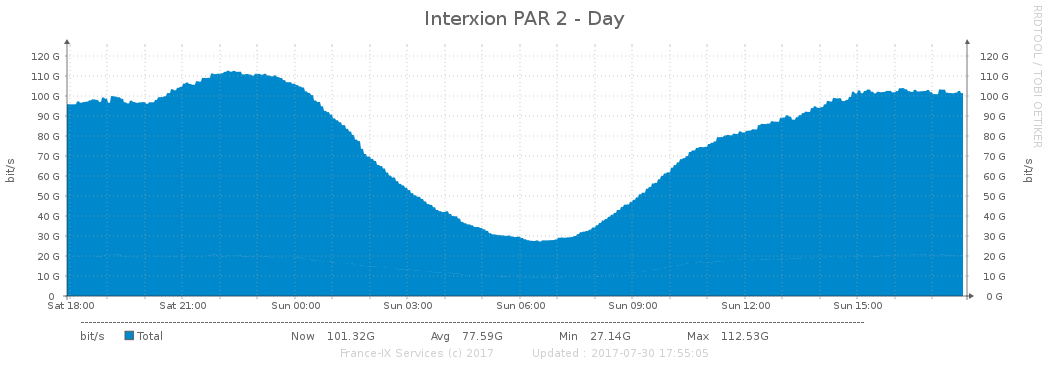 Interxion PAR 2 - Day
RRDTOOL / TOBI OETIKER
120 G 120 G
110 G 110 G
100 G 100 G
90 G 90 G
80 G 80 G
70 G 70 G
60 G 60 G
50 G 50 G
40 G 40 G
30 G 30 G
20 G 20 G
10 G 10 G
0 0 G
bit/s bit/s
Sat 18:00 Sat 21:00 Sun 00:00 Sun 03:00 Sun 06:00 Sun 09:00 Sun 12:00 Sun 15:00
bit/s Total Now 101.32G Avg 77.59G Min 27.14G Max 112.53G
France-IX Services (c) 2017 Updated : 2017-07-30 17:55:05